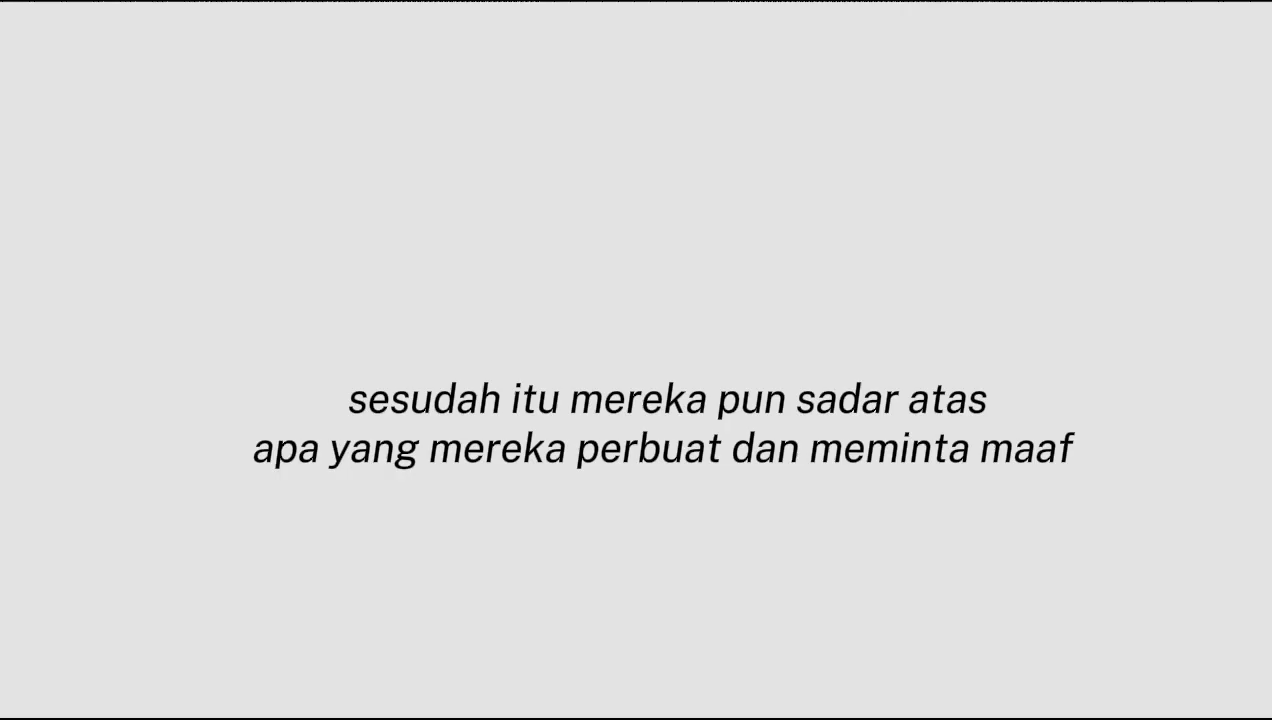 sesudah itu mereka pun sadar atas
apa yang mereka perbuat dan meminta maaf